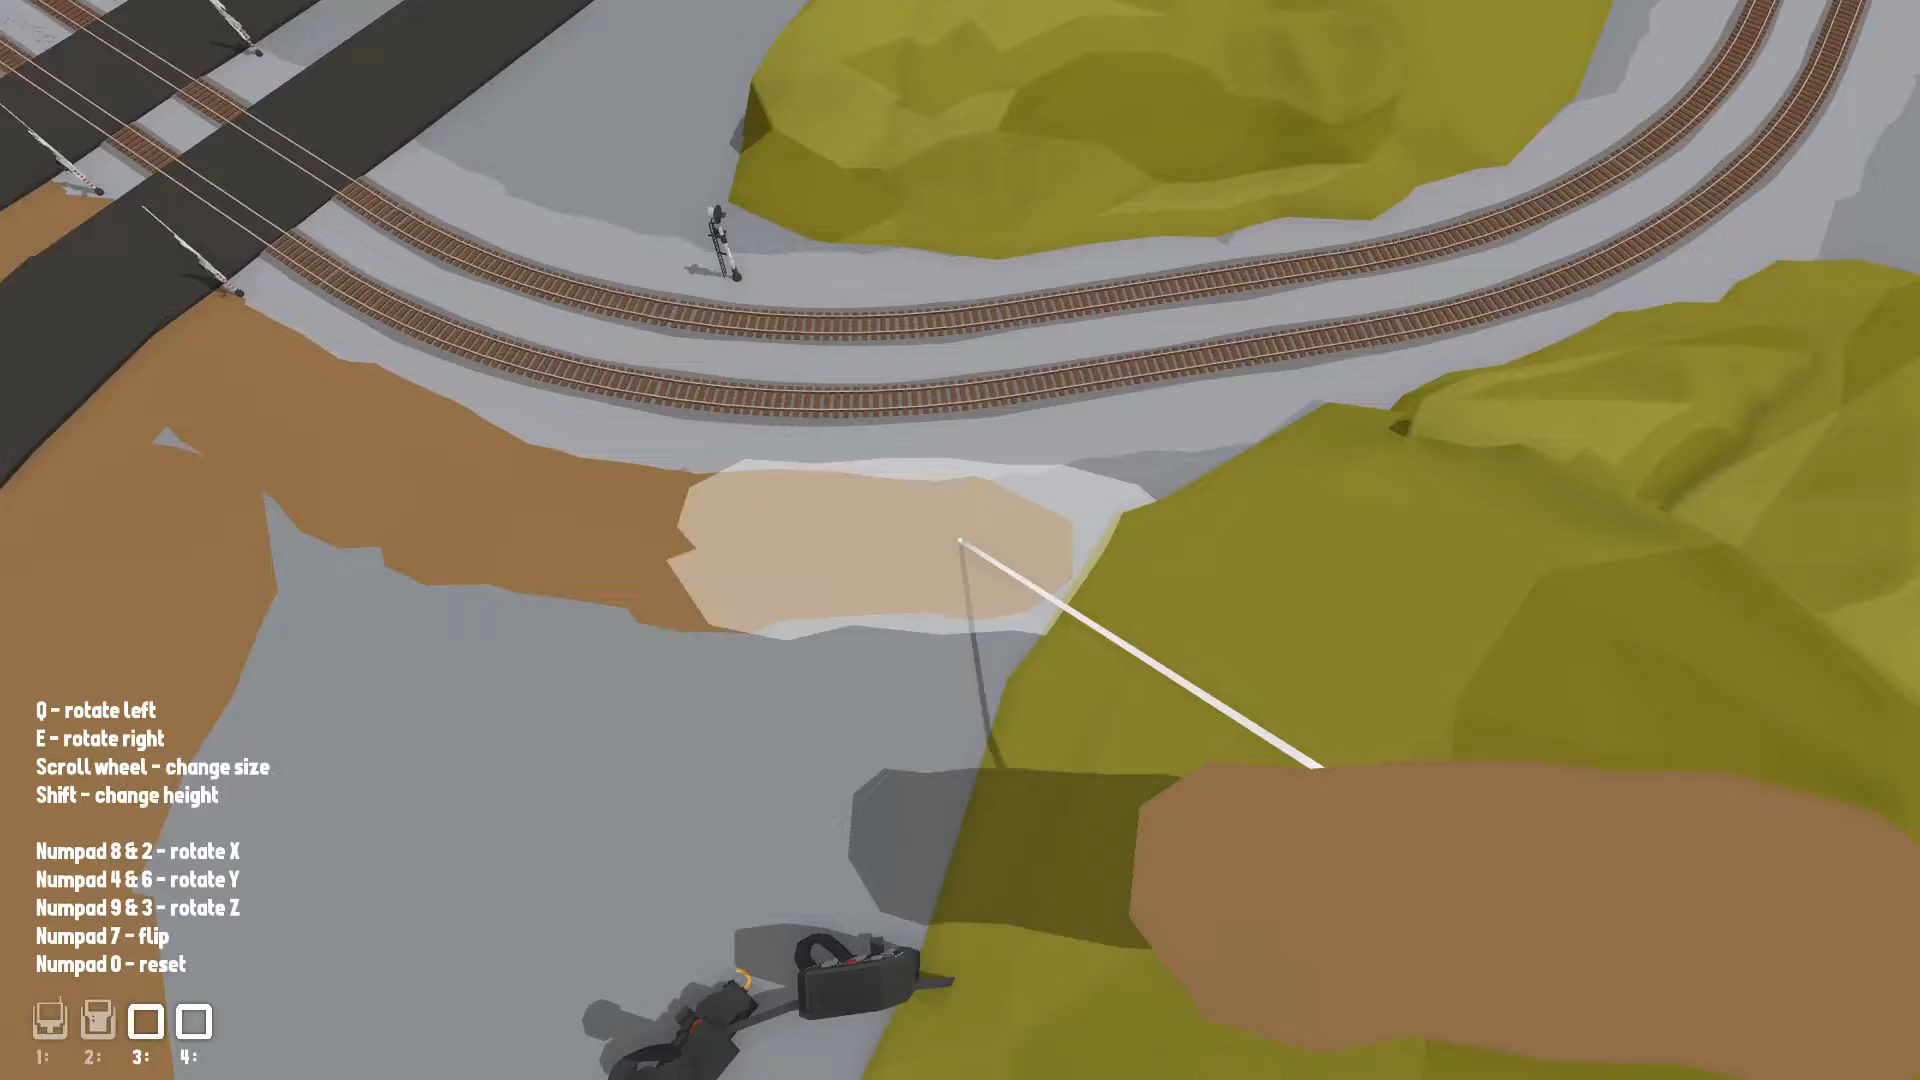 Q - rotate left
E - rotate right
Scroll wheel - change size
Shift - change height
Numpad 8 & 2 - rotate X
Numpad 4 & 6 - rotate Y
Numpad 9 & 3 - rotate Z
Numpad 7 - flip
Numpad 0 - reset
1: 2: 3: 4: